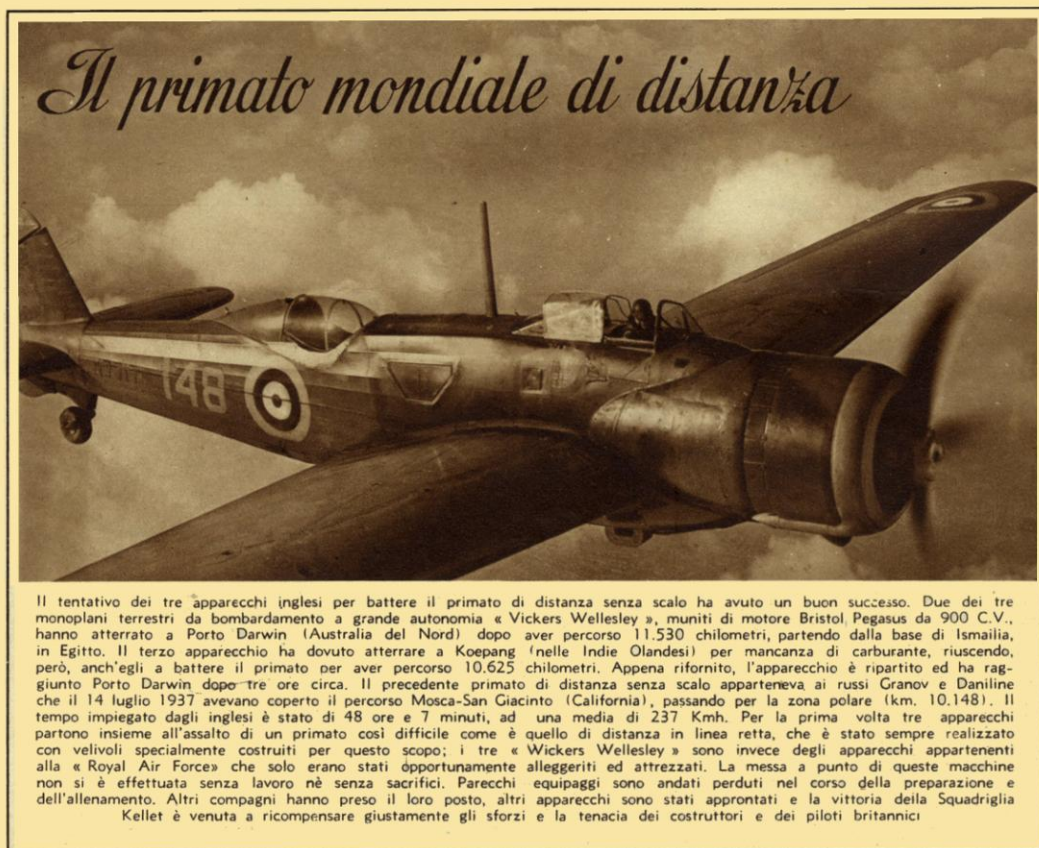 Il primato mondiale di distanza
148
Il tentativo dei tre apparecchi inglesi per battere il primato di distanza senza scalo ha avuto un buon successo. Due dei tre
monoplani terrestri da bombardamento a grande autonomia « Vickers Wellesley », muniti di motore Bristol Pegasus da 900 C.V.,
hanno atterrato a Porto Darwin (Australia del Nord) dopo aver percorso 11.530 chilometri, partendo dalla base di Ismailia,
in Egitto. Il terzo apparecchio ha dovuto atterrare a Koepang (nelle Indie Olandesi) per mancanza di carburante, riuscendo,
però, anch'egli a battere il primato per aver percorso 10.625 chilometri. Appena rifornito, l'apparecchio è ripartito ed ha rag-
giunto Porto Darwin dopo tre ore circa. Il precedente primato di distanza senza scalo apparteneva ai russi Granov e Daniline
che il 14 luglio 1937 avevano coperto il percorso Mosca-San Giacinto (California), passando per la zona polare (km. 10.148). Il
tempo impiegato dagli inglesi è stato di 48 ore e 7 minuti, ad una media di 237 Kmh. Per la prima volta tre apparecchi
partono insieme all'assalto di un primato così difficile come è quello di distanza in linea retta, che è stato sempre realizzato
con velivoli specialmente costruiti per questo scopo; i tre « Wickers Wellesley » sono invece degli apparecchi appartenenti
alla « Royal Air Force» che solo erano stati opportunamente alleggeriti ed attrezzati. La messa a punto di queste macchine
non si è effettuata senza lavoro nè senza sacrifici. Parecchi equipaggi sono andati perduti nel corso della preparazione e
dell'allenamento. Altri compagni hanno preso il loro posto, altri apparecchi sono stati approntati e la vittoria della Squadriglia
Kellet è venuta a ricompensare giustamente gli sforzi e la tenacia dei costruttori e dei piloti britannici